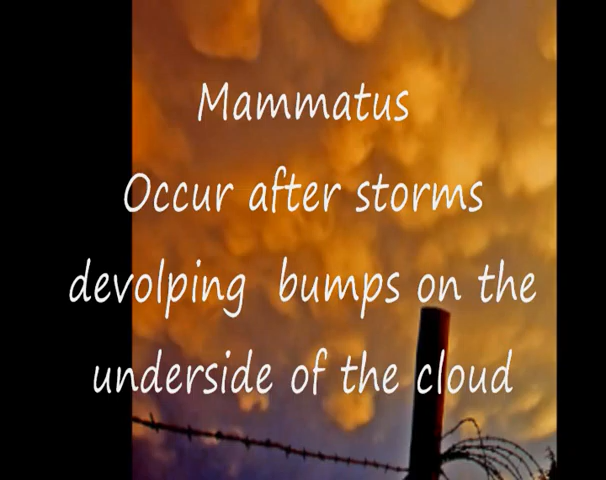 Mammatus
Occur after storms
devolping bumps on the
underside of the cloud